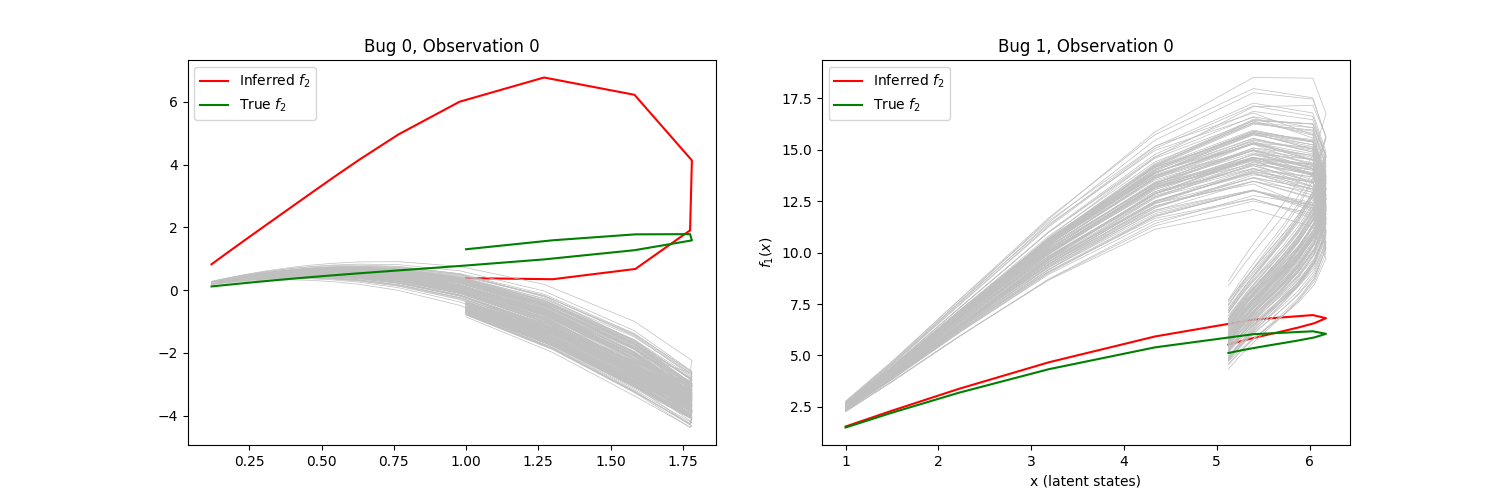 Bug 0, Observation 0
Inferred f₂
True f₂
6
4
2
0
−2
−4
0.25 0.50 0.75 1.00 1.25 1.50 1.75
Bug 1, Observation 0
Inferred f₂
True f₂
17.5
15.0
12.5
10.0
7.5
5.0
2.5
f₁(x)
1 2 3 4 5 6
x (latent states)